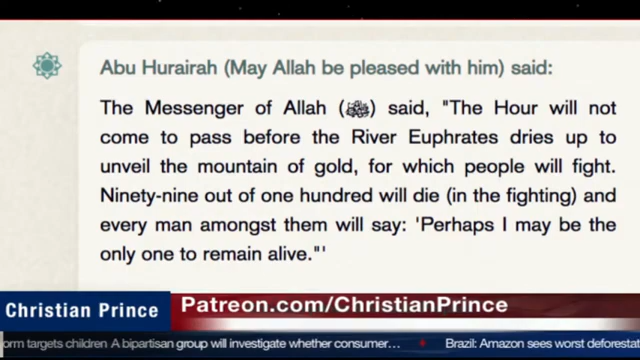 Abu Hurairah (May Allah be pleased with him) said:
The Messenger of Allah (ﷺ) said, "The Hour will not
come to pass before the River Euphrates dries up to
unveil the mountain of gold, for which people will fight.
Ninety-nine out of one hundred will die (in the fighting) and
every man amongst them will say: 'Perhaps I may be the
only one to remain alive."'
Christian Prince
Patreon.com/ChristianPrince
orm targets children A bipartisan group will investigate whether consumer... Brazil: Amazon sees worst deforestat